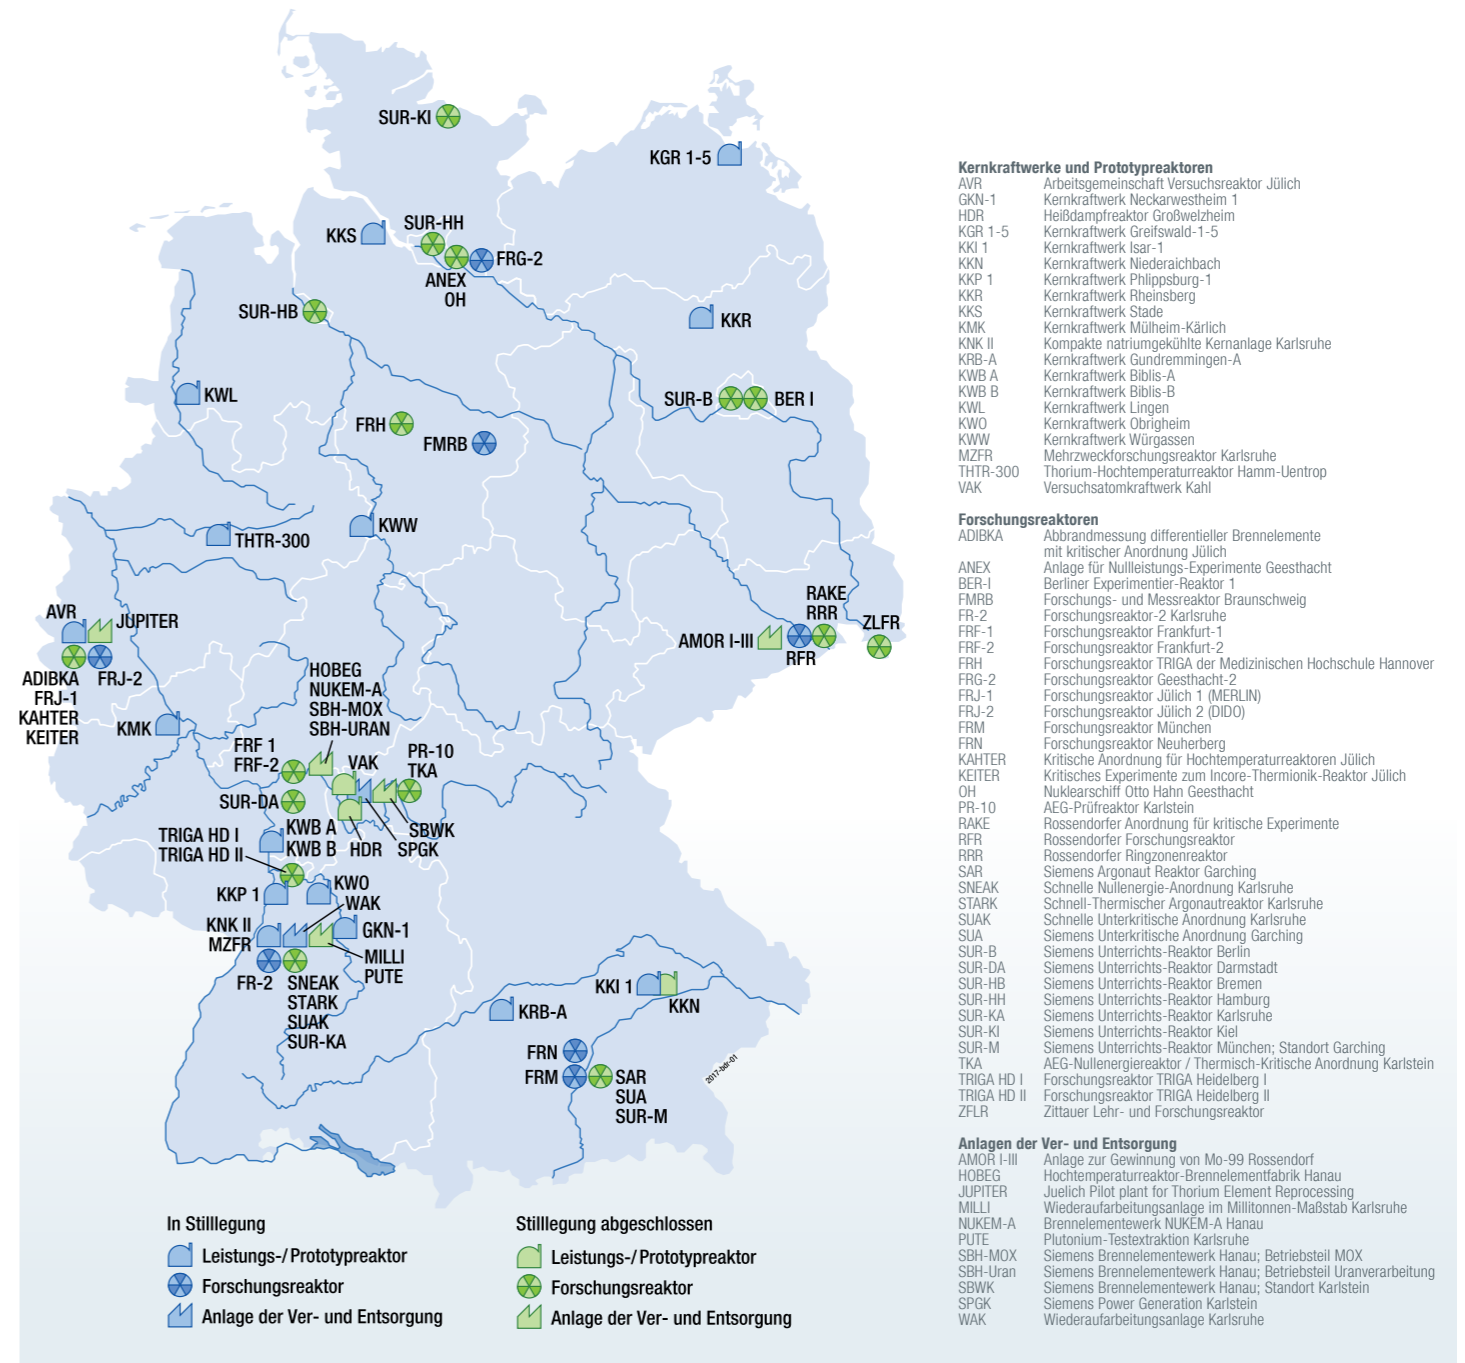 SUR-KI
KGR 1-5
SUR-HH
KKS
FRG-2
ANEX
OH
SUR-HB
KKR
KWL
SUR-B
BER I
FRH
FMRB
KWW
THTR-300
RAKE
RRR
AVR
JUPITER
ZLFR
AMOR I-III
RFR
ADIBKA
FRJ-1
KAHTER
KEITER
FRJ-2
HOBEG
NUKEM-A
SBH-MOX
SBH-URAN
KMK
FRF 1
FRF-2
VAK
PR-10
TKA
SUR-DA
SBWK
SPGK
KWB A
KWB B
HDR
TRIGA HD I
TRIGA HD II
KKP 1
KWO
WAK
KNK II
MZFR
GKN-1
MILLI
PUTE
FR-2
SNEAK
STARK
SUAK
SUR-KA
KKI 1
KKN
KRB-A
FRN
FRM
SAR
SUA
SUR-M
2017-bdr-01
In Stilllegung
Leistungs-/Prototypreaktor
Forschungsreaktor
Anlage der Ver- und Entsorgung
Stilllegung abgeschlossen
Leistungs-/Prototypreaktor
Forschungsreaktor
Anlage der Ver- und Entsorgung
Kernkraftwerke und Prototypreaktoren
AVR Arbeitsgemeinschaft Versuchsreaktor Jülich
GKN-1 Kernkraftwerk Neckarwestheim 1
HDR Heißdampfreaktor Großwelzheim
KGR 1-5 Kernkraftwerk Greifswald-1-5
KKI 1 Kernkraftwerk Isar-1
KKN Kernkraftwerk Niederaichbach
KKP 1 Kernkraftwerk Phlippsburg-1
KKR Kernkraftwerk Rheinsberg
KKS Kernkraftwerk Stade
KMK Kernkraftwerk Mülheim-Kärlich
KNK II Kompakte natriumgekühlte Kernanlage Karlsruhe
KRB-A Kernkraftwerk Gundremmingen-A
KWB A Kernkraftwerk Biblis-A
KWB B Kernkraftwerk Biblis-B
KWL Kernkraftwerk Lingen
KWO Kernkraftwerk Obrigheim
KWW Kernkraftwerk Würgassen
MZFR Mehrzweckforschungsreaktor Karlsruhe
THTR-300 Thorium-Hochtemperaturreaktor Hamm-Uentrop
VAK Versuchsatomkraftwerk Kahl
Forschungsreaktoren
ADIBKA Abbrandmessung differentieller Brennelemente
mit kritischer Anordnung Jülich
ANEX Anlage für Nullleistungs-Experimente Geesthacht
BER-I Berliner Experimentier-Reaktor 1
FMRB Forschungs- und Messreaktor Braunschweig
FR-2 Forschungsreaktor-2 Karlsruhe
FRF-1 Forschungsreaktor Frankfurt-1
FRF-2 Forschungsreaktor Frankfurt-2
FRH Forschungsreaktor TRIGA der Medizinischen Hochschule Hannover
FRG-2 Forschungsreaktor Geesthacht-2
FRJ-1 Forschungsreaktor Jülich 1 (MERLIN)
FRJ-2 Forschungsreaktor Jülich 2 (DIDO)
FRM Forschungsreaktor München
FRN Forschungsreaktor Neuherberg
KAHTER Kritische Anordnung für Hochtemperaturreaktoren Jülich
KEITER Kritisches Experimente zum Incore-Thermionik-Reaktor Jülich
OH Nuklearschiff Otto Hahn Geesthacht
PR-10 AEG-Prüfreaktor Karlstein
RAKE Rossendorfer Anordnung für kritische Experimente
RFR Rossendorfer Forschungsreaktor
RRR Rossendorfer Ringzonenreaktor
SAR Siemens Argonaut Reaktor Garching
SNEAK Schnelle Nullenergie-Anordnung Karlsruhe
STARK Schnell-Thermischer Argonautreaktor Karlsruhe
SUAK Schnelle Unterkritische Anordnung Karlsruhe
SUA Siemens Unterkritische Anordnung Garching
SUR-B Siemens Unterrichts-Reaktor Berlin
SUR-DA Siemens Unterrichts-Reaktor Darmstadt
SUR-HB Siemens Unterrichts-Reaktor Bremen
SUR-HH Siemens Unterrichts-Reaktor Hamburg
SUR-KA Siemens Unterrichts-Reaktor Karlsruhe
SUR-KI Siemens Unterrichts-Reaktor Kiel
SUR-M Siemens Unterrichts-Reaktor München; Standort Garching
TKA AEG-Nullenergiereaktor / Thermisch-Kritische Anordnung Karlstein
TRIGA HD I Forschungsreaktor TRIGA Heidelberg I
TRIGA HD II Forschungsreaktor TRIGA Heidelberg II
ZFLR Zittauer Lehr- und Forschungsreaktor
Anlagen der Ver- und Entsorgung
AMOR I-III Anlage zur Gewinnung von Mo-99 Rossendorf
HOBEG Hochtemperaturreaktor-Brennelementfabrik Hanau
JUPITER Juelich Pilot plant for Thorium Element Reprocessing
MILLI Wiederaufarbeitungsanlage im Millitonnen-Maßstab Karlsruhe
NUKEM-A Brennelementewerk NUKEM-A Hanau
PUTE Plutonium-Testextraktion Karlsruhe
SBH-MOX Siemens Brennelementewerk Hanau; Betriebsteil MOX
SBH-Uran Siemens Brennelementewerk Hanau; Betriebsteil Uranverarbeitung
SBWK Siemens Brennelementewerk Hanau; Standort Karlstein
SPGK Siemens Power Generation Karlstein
WAK Wiederaufarbeitungsanlage Karlsruhe